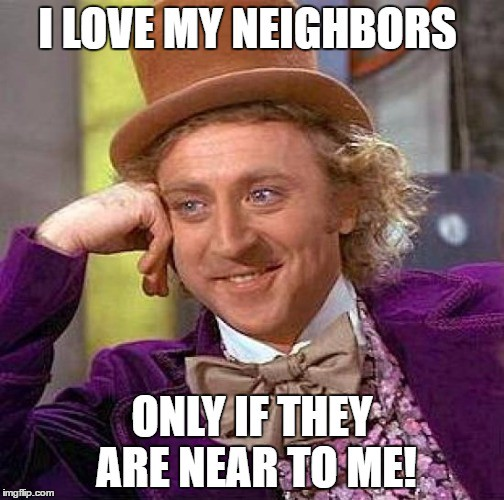 I LOVE MY NEIGHBORS
ONLY IF THEY
ARE NEAR TO ME!
imgflip.com